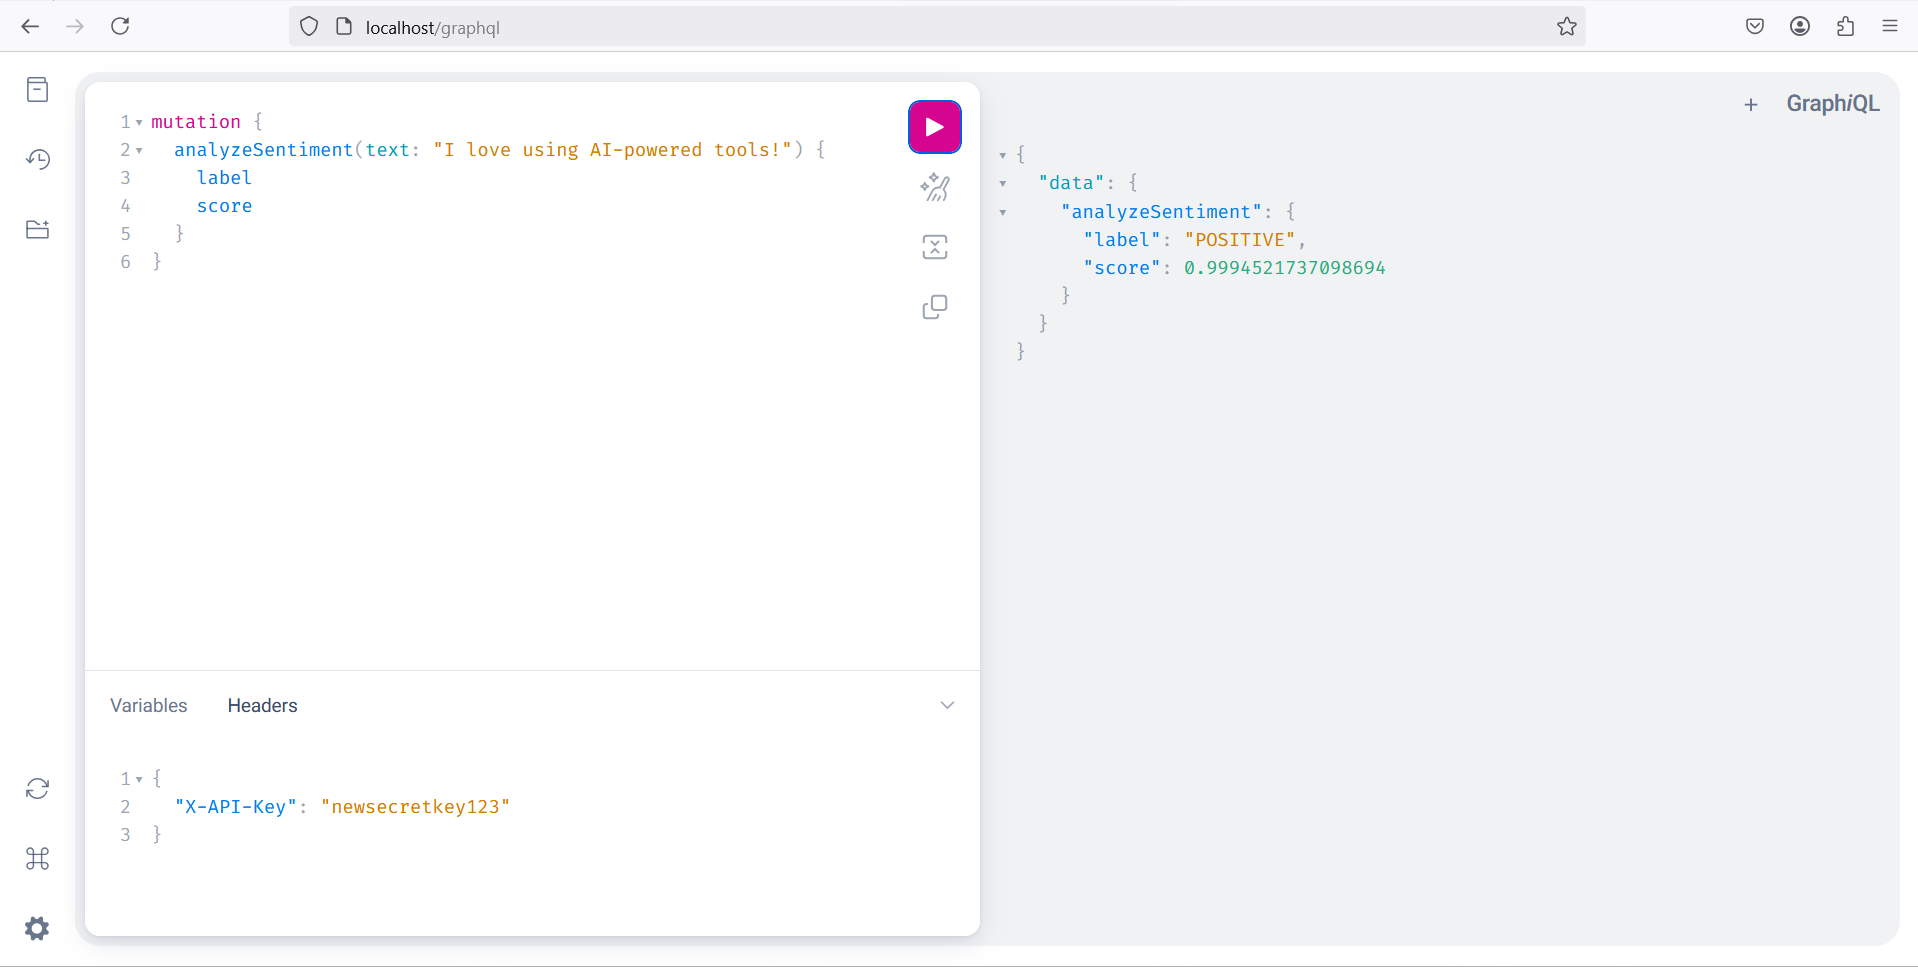 localhost/graphql
1 mutation {
2   analyzeSentiment(text: "I love using AI-powered tools!") {
3     label
4     score
5   }
6 }
Variables Headers
1 {
2   "X-API-Key": "newsecretkey123"
3 }
+ GraphiQL
{
  "data": {
    "analyzeSentiment": {
      "label": "POSITIVE",
      "score": 0.9994521737098694
    }
  }
}